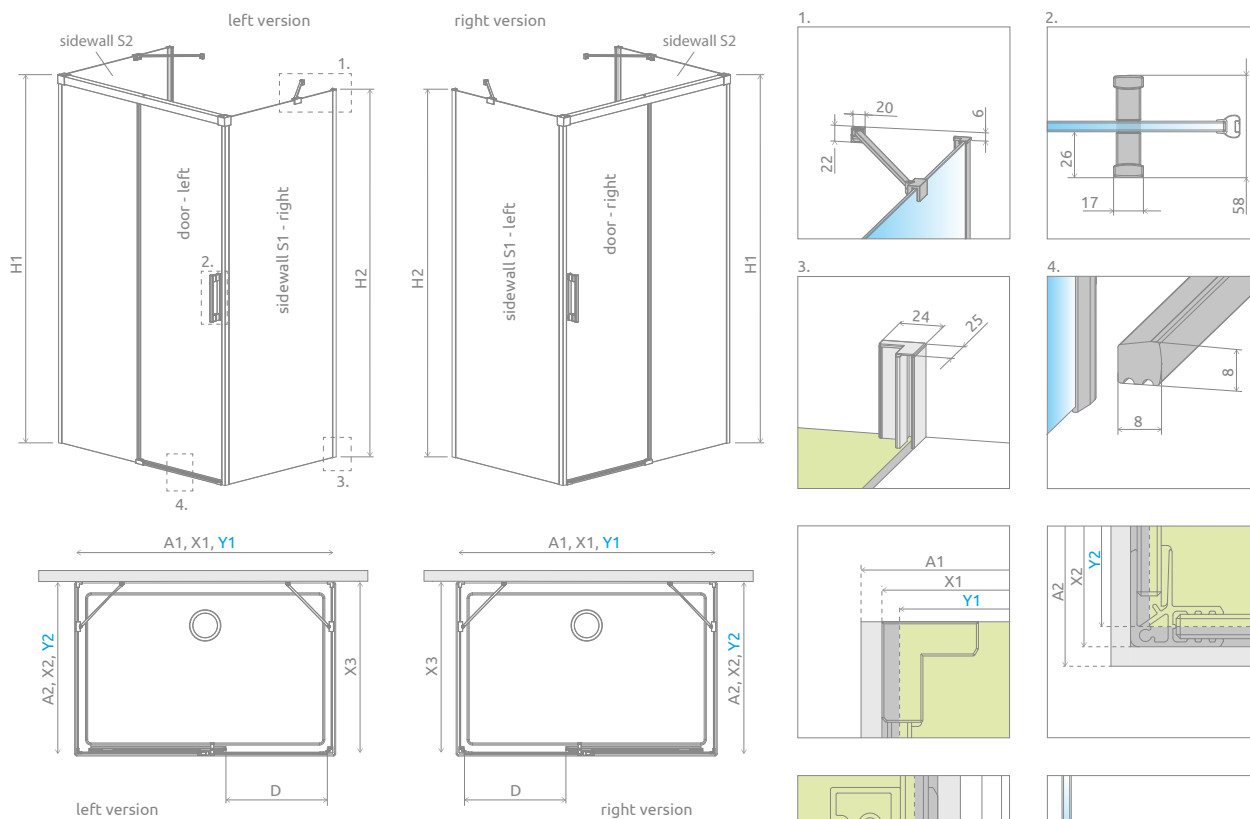 left version
right version
sidewall S2
sidewall S2
1.
H1
door - left
sidewall S1 - right
2.
H2
3.
4.
H2
sidewall S1 - left
door - right
H1
A1, X1, Y1
A2, X2, Y2
X3
D
left version
A1, X1, Y1
X3
A2, X2, Y2
D
right version
1.
20
6
22
2.
26
17
58
3.
24
25
4.
8
8
A1
X1
Y1
A2
X2
Y2